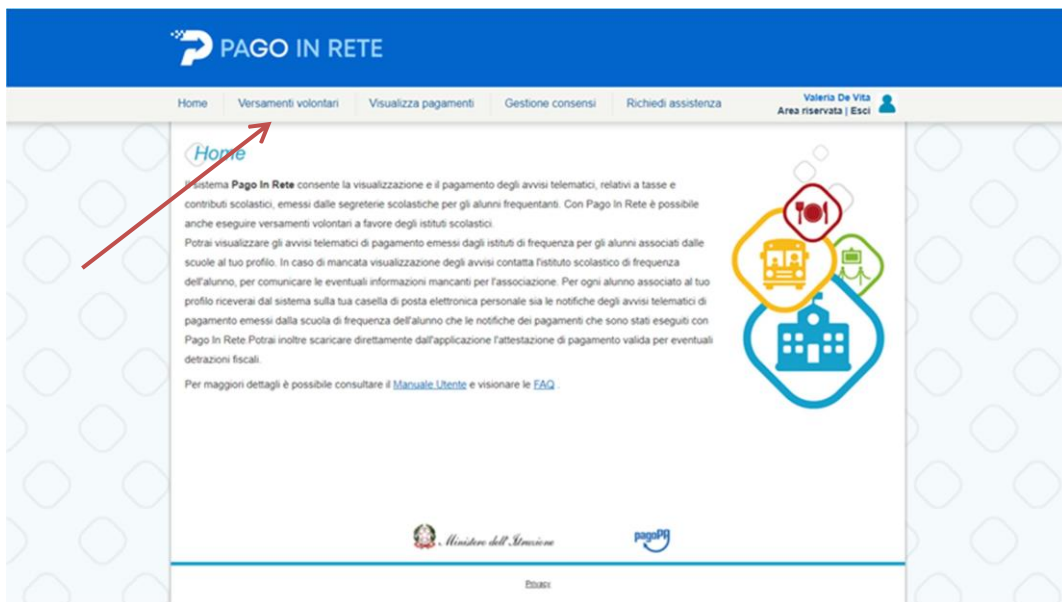 PAGO IN RETE
Home Versamenti volontari Visualizza pagamenti Gestione consensi Richiedi assistenza
Valeria De Vita
Area riservata | Esci
Home
Il sistema Pago In Rete consente la visualizzazione e il pagamento degli avvisi telematici, relativi a tasse e
contributi scolastici, emessi dalle segreterie scolastiche per gli alunni frequentanti. Con Pago In Rete è possibile
anche eseguire versamenti volontari a favore degli istituti scolastici.
Potrai visualizzare gli avvisi telematici di pagamento emessi dagli istituti di frequenza per gli alunni associati dalle
scuole al tuo profilo. In caso di mancata visualizzazione degli avvisi contatta l'istituto scolastico di frequenza
dell'alunno, per comunicare le eventuali informazioni mancanti per l'associazione. Per ogni alunno associato al tuo
profilo riceverai dal sistema sulla tua casella di posta elettronica personale sia le notifiche degli avvisi telematici di
pagamento emessi dalla scuola di frequenza dell'alunno che le notifiche dei pagamenti che sono stati eseguiti con
Pago In Rete.Potrai inoltre scaricare direttamente dall'applicazione l'attestazione di pagamento valida per eventuali
detrazioni fiscali.
Per maggiori dettagli è possibile consultare il Manuale Utente e visionare le FAQ .
Ministero dell'Istruzione
pagoPA
Privacy